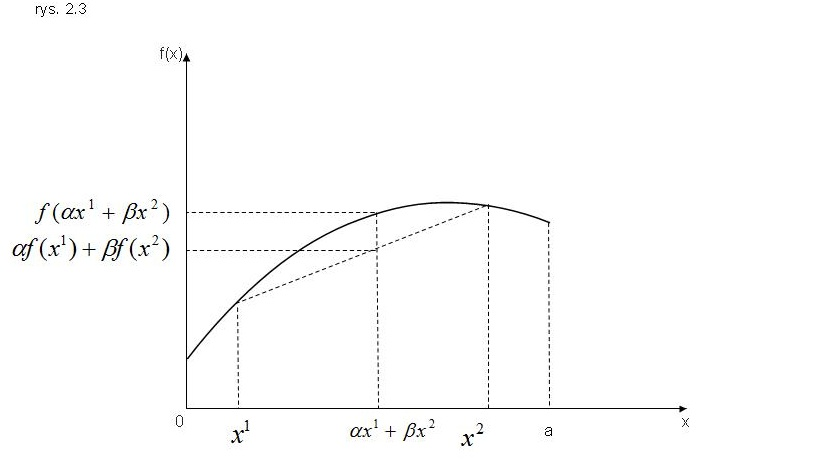 rys. 2.3
f(x)
f(αx¹ + βx²)
αf(x¹) + βf(x²)
0
x¹
αx¹ + βx²
x²
a
x